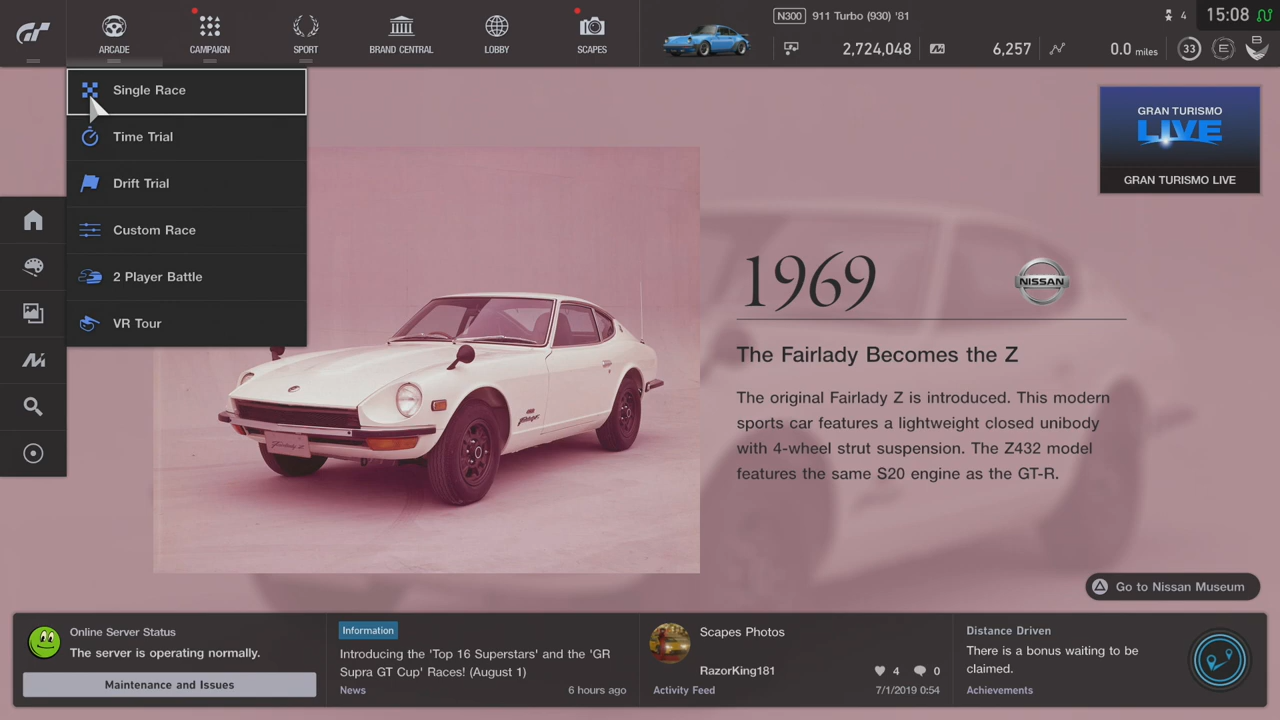 ARCADE
CAMPAIGN
SPORT
BRAND CENTRAL
LOBBY
SCAPES
N300 911 Turbo (930) '81
4 15:08
2,724,048 6,257 0.0 miles 33 E B
Single Race
Time Trial
Drift Trial
Custom Race
2 Player Battle
VR Tour
GRAN TURISMO
LIVE
GRAN TURISMO LIVE
1969
NISSAN
The Fairlady Becomes the Z
The original Fairlady Z is introduced. This modern
sports car features a lightweight closed unibody
with 4-wheel strut suspension. The Z432 model
features the same S20 engine as the GT-R.
Go to Nissan Museum
Online Server Status
The server is operating normally.
Maintenance and Issues
Information
Introducing the 'Top 16 Superstars' and the 'GR
Supra GT Cup' Races! (August 1)
News 6 hours ago
Scapes Photos
RazorKing181 4 0
Activity Feed 7/1/2019 0:54
Distance Driven
There is a bonus waiting to be
claimed.
Achievements